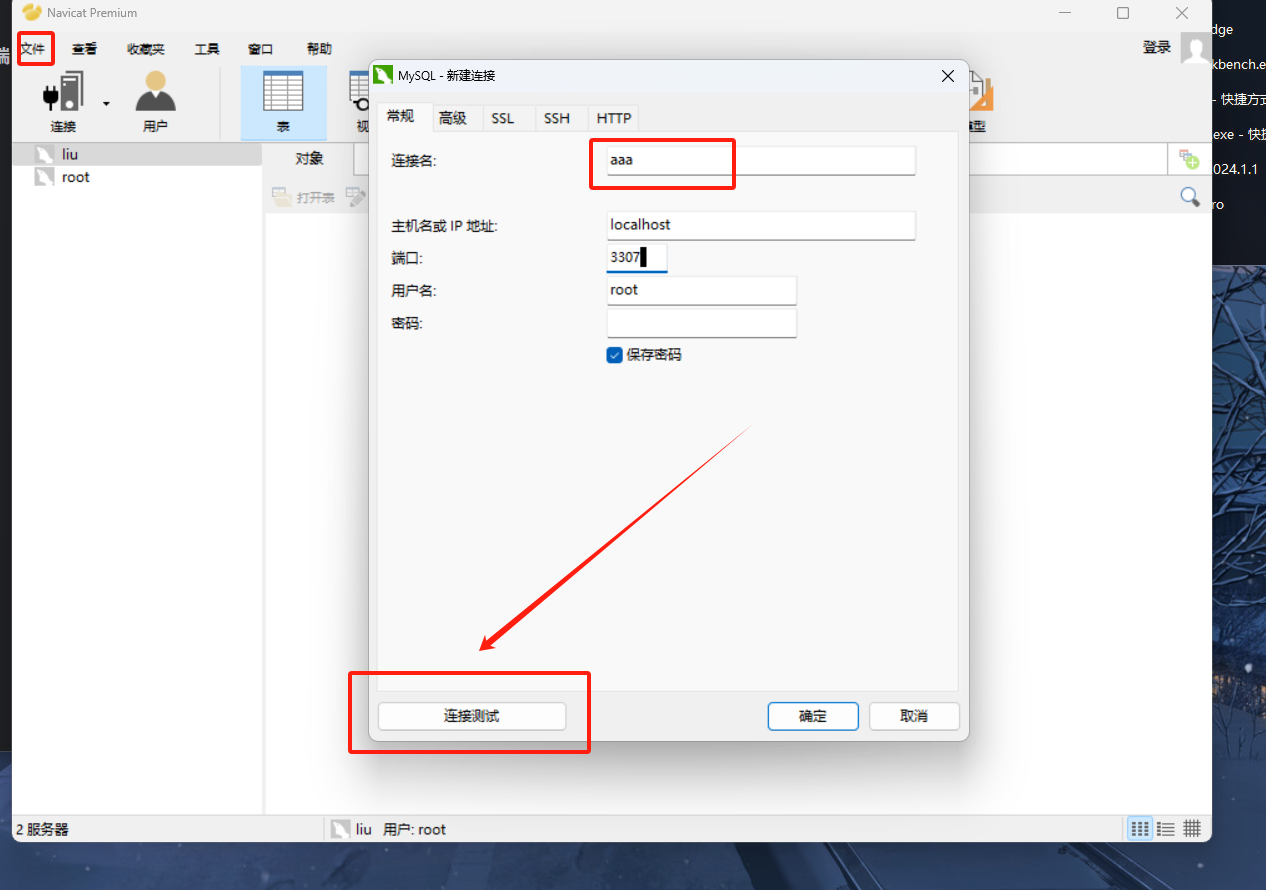 Navicat Premium
文件 查看 收藏夹 工具 窗口 帮助
登录
连接 用户 表
liu
root
对象
打开表
MySQL - 新建连接
常规 高级 SSL SSH HTTP
连接名: aaa
主机名或 IP 地址: localhost
端口: 3307
用户名: root
密码:
保存密码
连接测试 确定 取消
2 服务器 liu 用户: root
dge
kbench.e
- 快捷方式
.exe - 快捷
024.1.1
ro